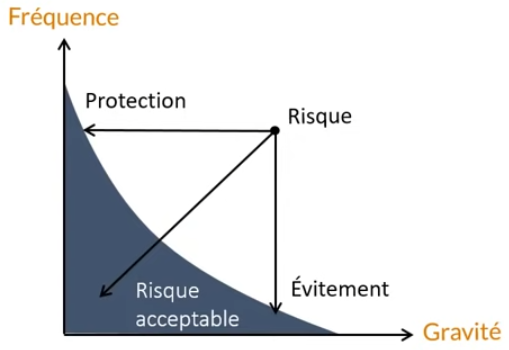 Fréquence
Protection
Risque
Risque
acceptable
Évitement
Gravité